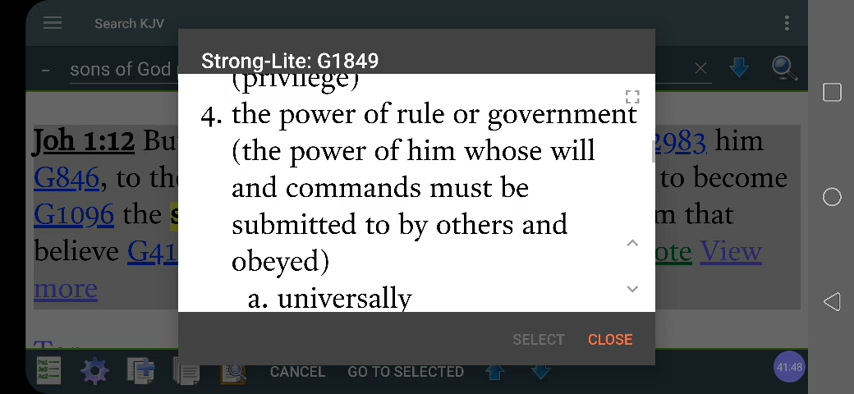 Search KJV
- sons of God
Strong-Lite: G1849
(privilege)
4. the power of rule or government
(the power of him whose will
and commands must be
submitted to by others and
obeyed)
a. universally
SELECT CLOSE
Joh 1:12 Bu 2983 him
G846, to th to become
G1096 the s m that
believe G41 ote View
more
CANCEL GO TO SELECTED
41:48